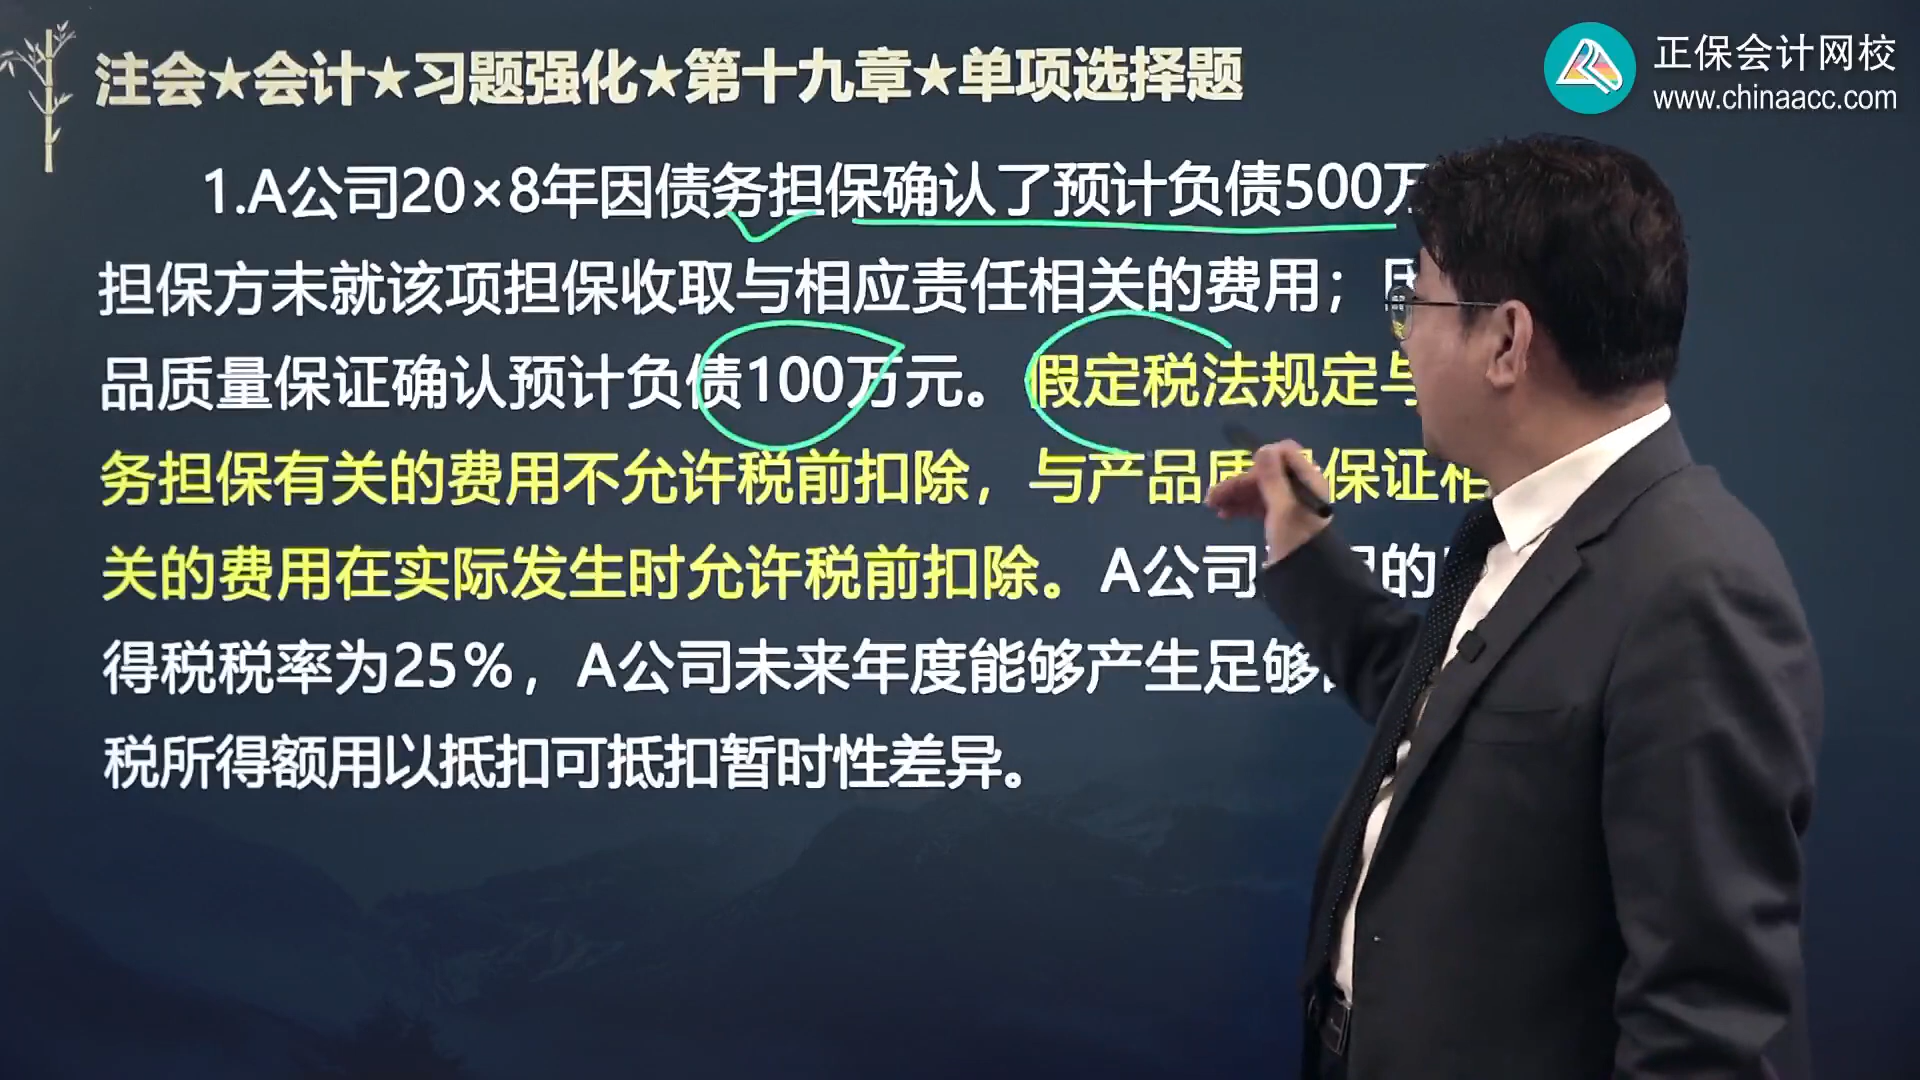 注会★会计★习题强化★第十九章★单项选择题
正保会计网校
www.chinaacc.com
1.A公司20×8年因债务担保确认了预计负债500万
担保方未就该项担保收取与相应责任相关的费用；因
品质量保证确认预计负债100万元。假定税法规定与
务担保有关的费用不允许税前扣除，与产品质 保证相
关的费用在实际发生时允许税前扣除。A公司 的
得税税率为25%，A公司未来年度能够产生足够
税所得额用以抵扣可抵扣暂时性差异。